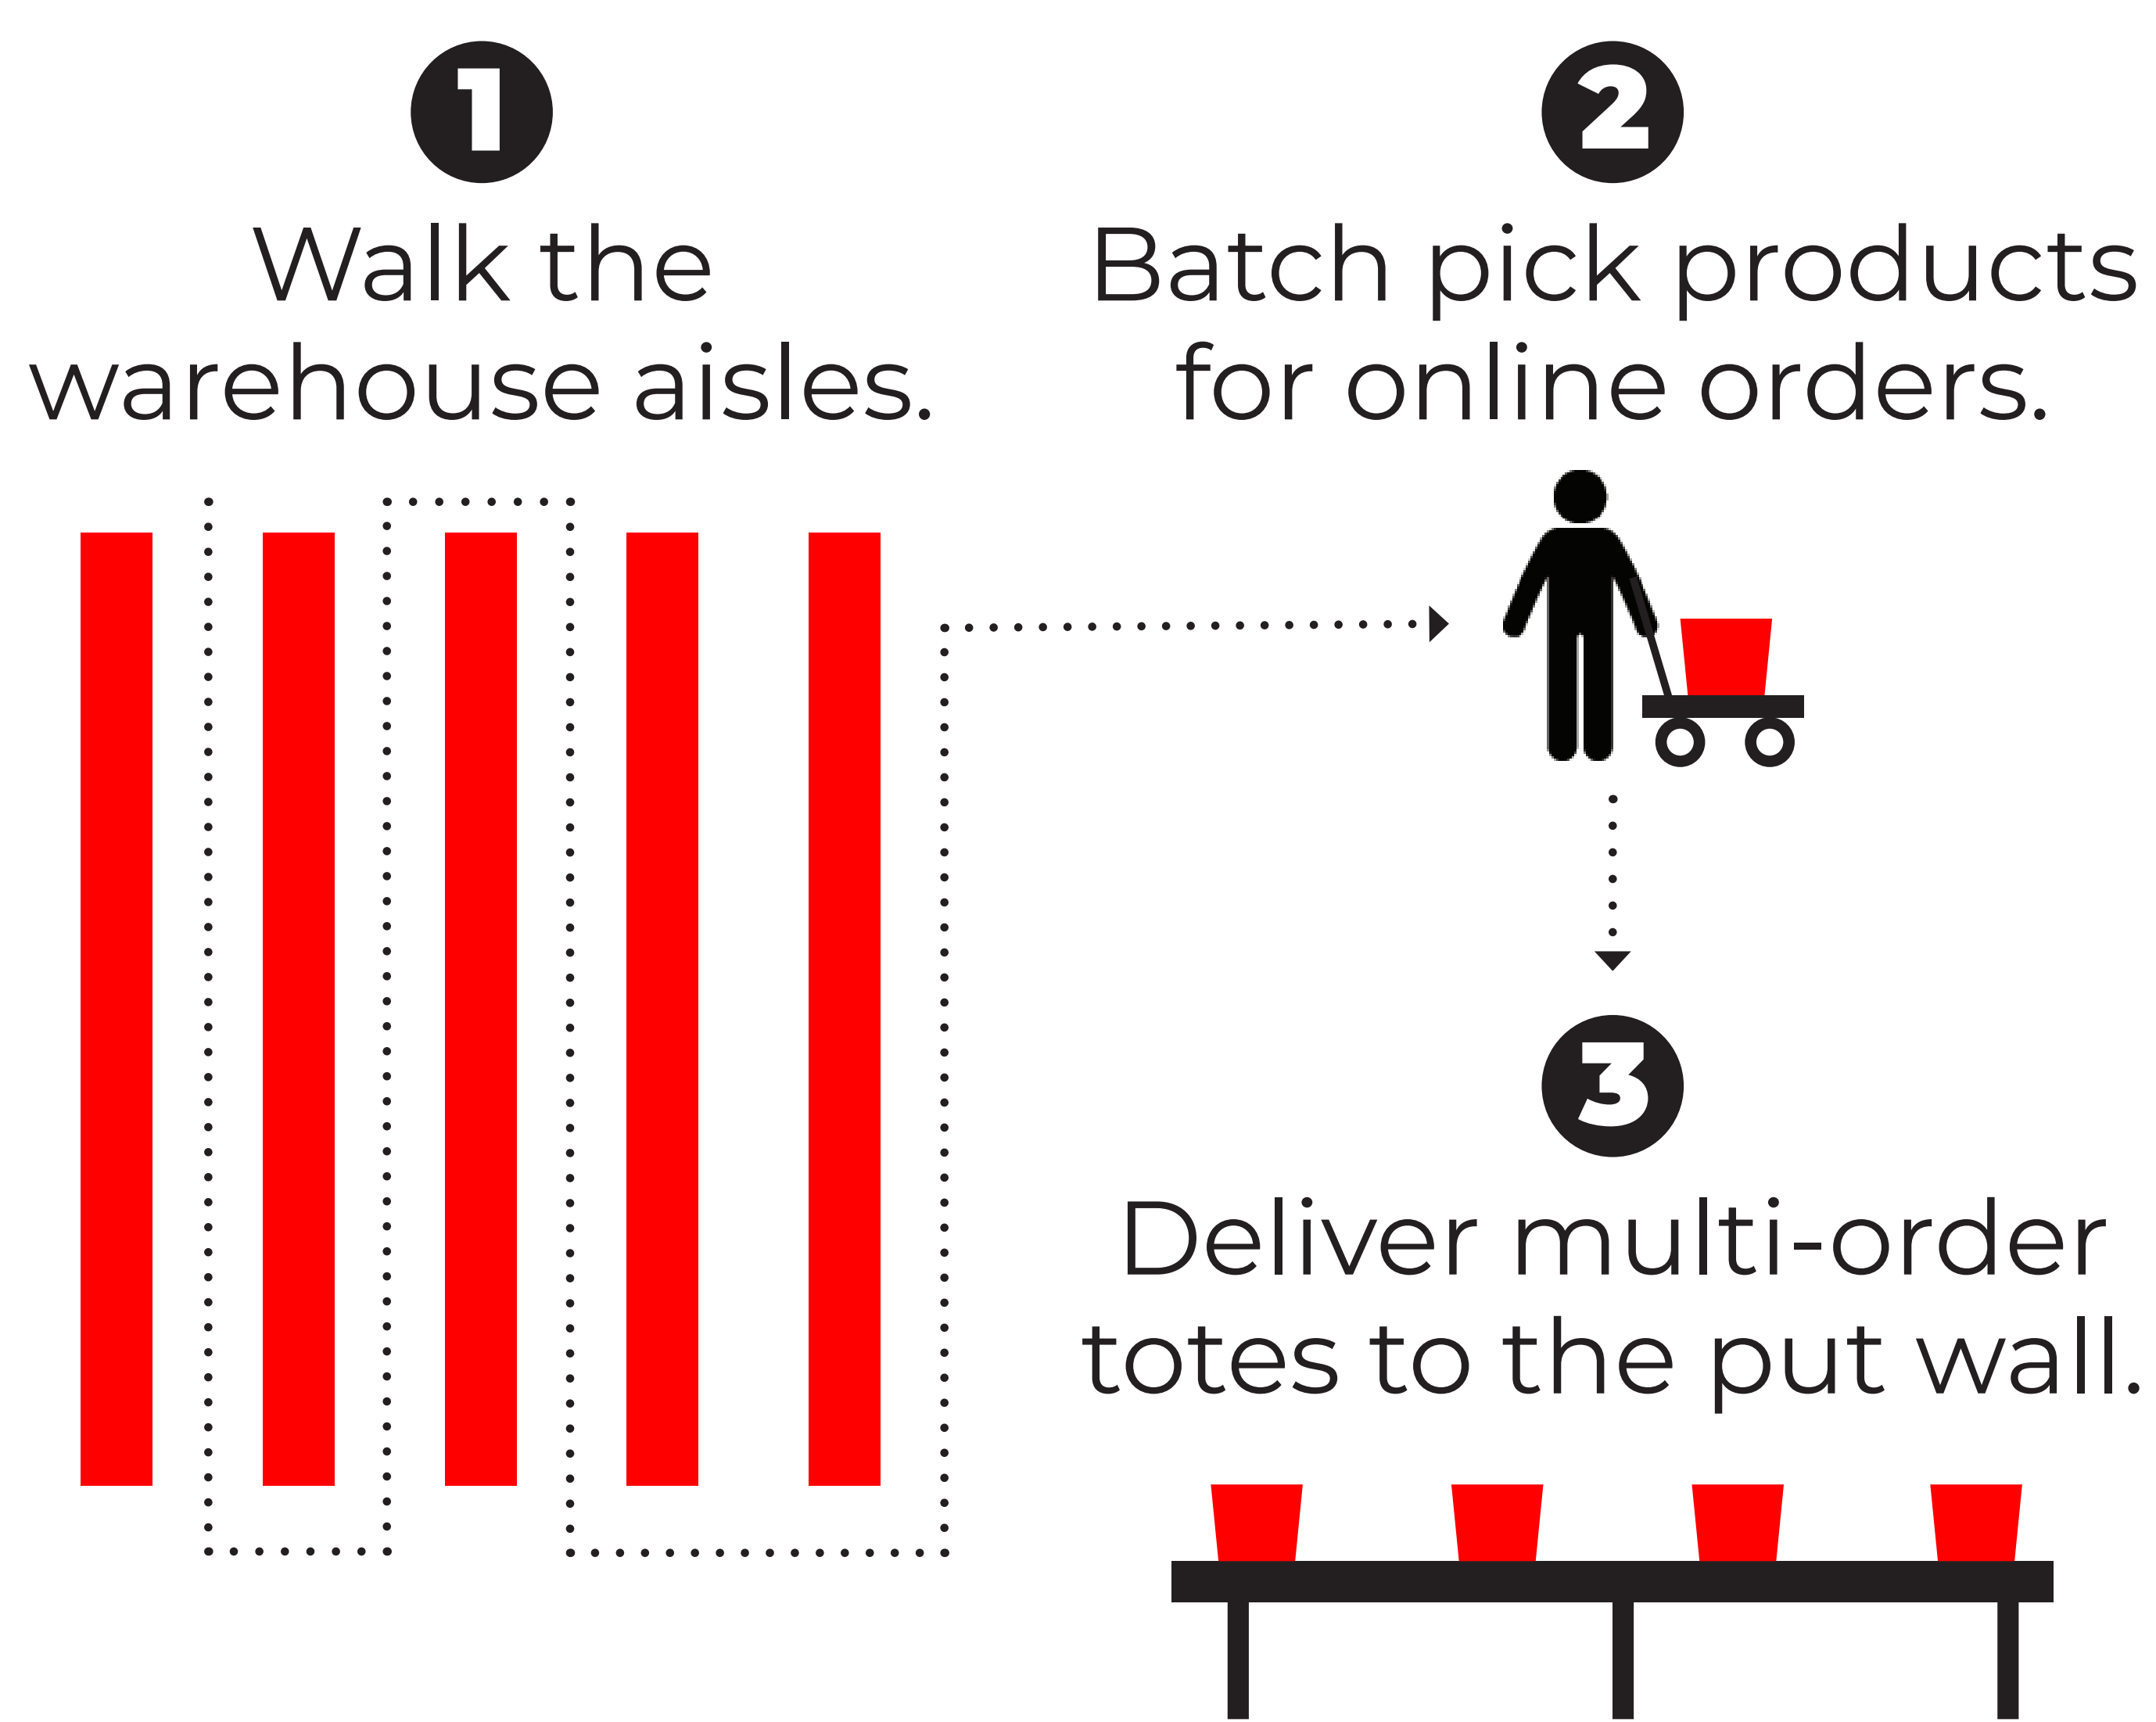 1
Walk the
warehouse aisles.
2
Batch pick products
for online orders.
3
Deliver multi-order
totes to the put wall.